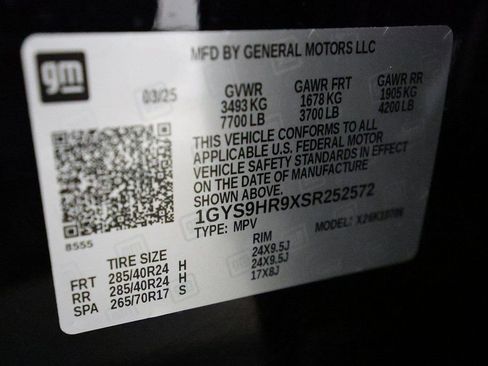 gm
MFD BY GENERAL MOTORS LLC
03/25
GVWR
3493 KG
7700 LB
GAWR FRT
1678 KG
3700 LB
GAWR RR
1905 KG
4200 LB
THIS VEHICLE CONFORMS TO ALL
APPLICABLE U.S. FEDERAL MOTOR
VEHICLE SAFETY STANDARDS IN EFFECT
ON THE DATE OF MANUFACTURE
SHOWN ABOVE.
1GYS9HR9XSR252572
TYPE: MPV
MODEL:
8555
TIRE SIZE
RIM
FRT 285/40R24 H 24X9.5J
RR 285/40R24 H 24X9.5J
SPA 265/70R17 S 17X8J